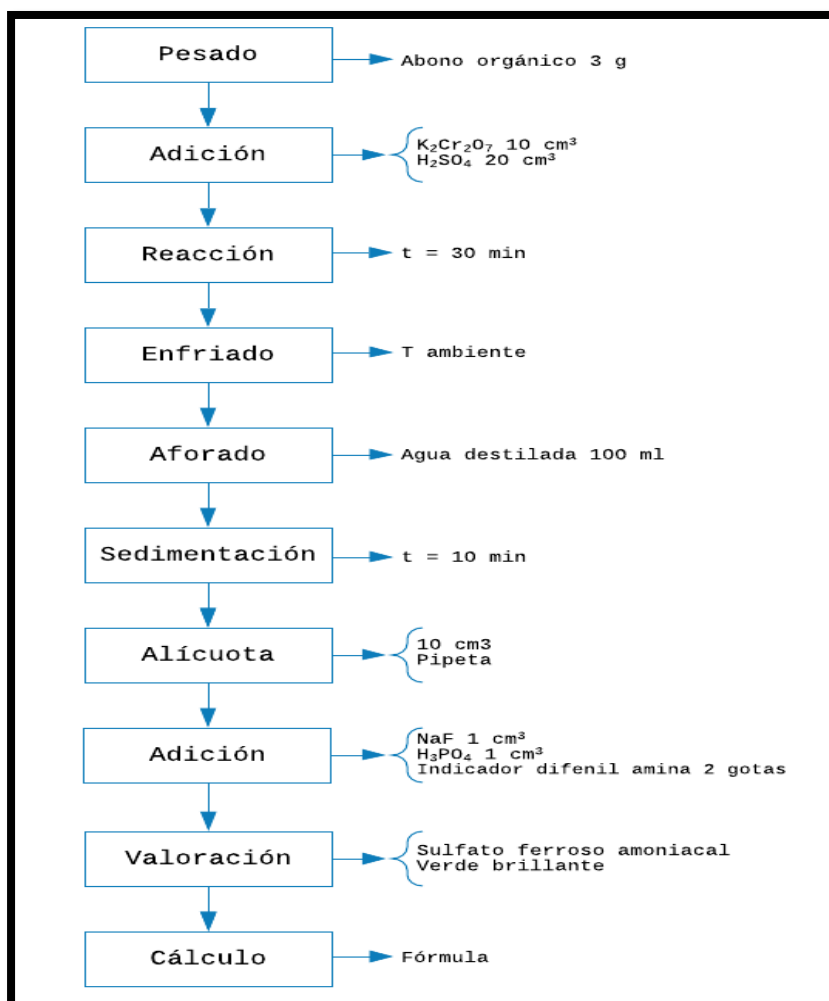 Pesado
Abono orgánico 3 g
Adición
K₂Cr₂O₇ 10 cm³
H₂SO₄ 20 cm³
Reacción
t = 30 min
Enfriado
T ambiente
Aforado
Agua destilada 100 ml
Sedimentación
t = 10 min
Alícuota
10 cm3
Pipeta
Adición
NaF 1 cm³
H₃PO₄ 1 cm³
Indicador difenil amina 2 gotas
Valoración
Sulfato ferroso amoniacal
Verde brillante
Cálculo
Fórmula